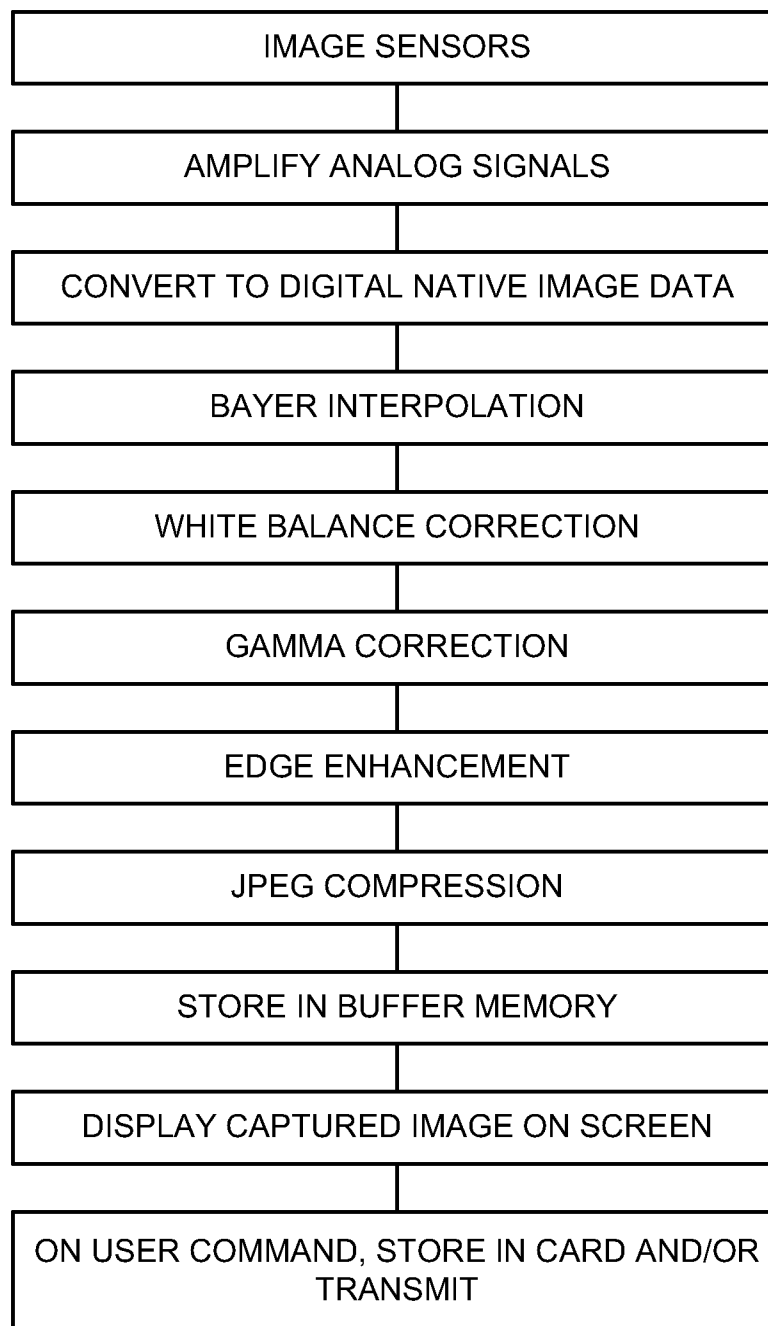 IMAGE SENSORS
AMPLIFY ANALOG SIGNALS
CONVERT TO DIGITAL NATIVE IMAGE DATA
BAYER INTERPOLATION
WHITE BALANCE CORRECTION
GAMMA CORRECTION
EDGE ENHANCEMENT
JPEG COMPRESSION
STORE IN BUFFER MEMORY
DISPLAY CAPTURED IMAGE ON SCREEN
ON USER COMMAND, STORE IN CARD AND/OR
TRANSMIT